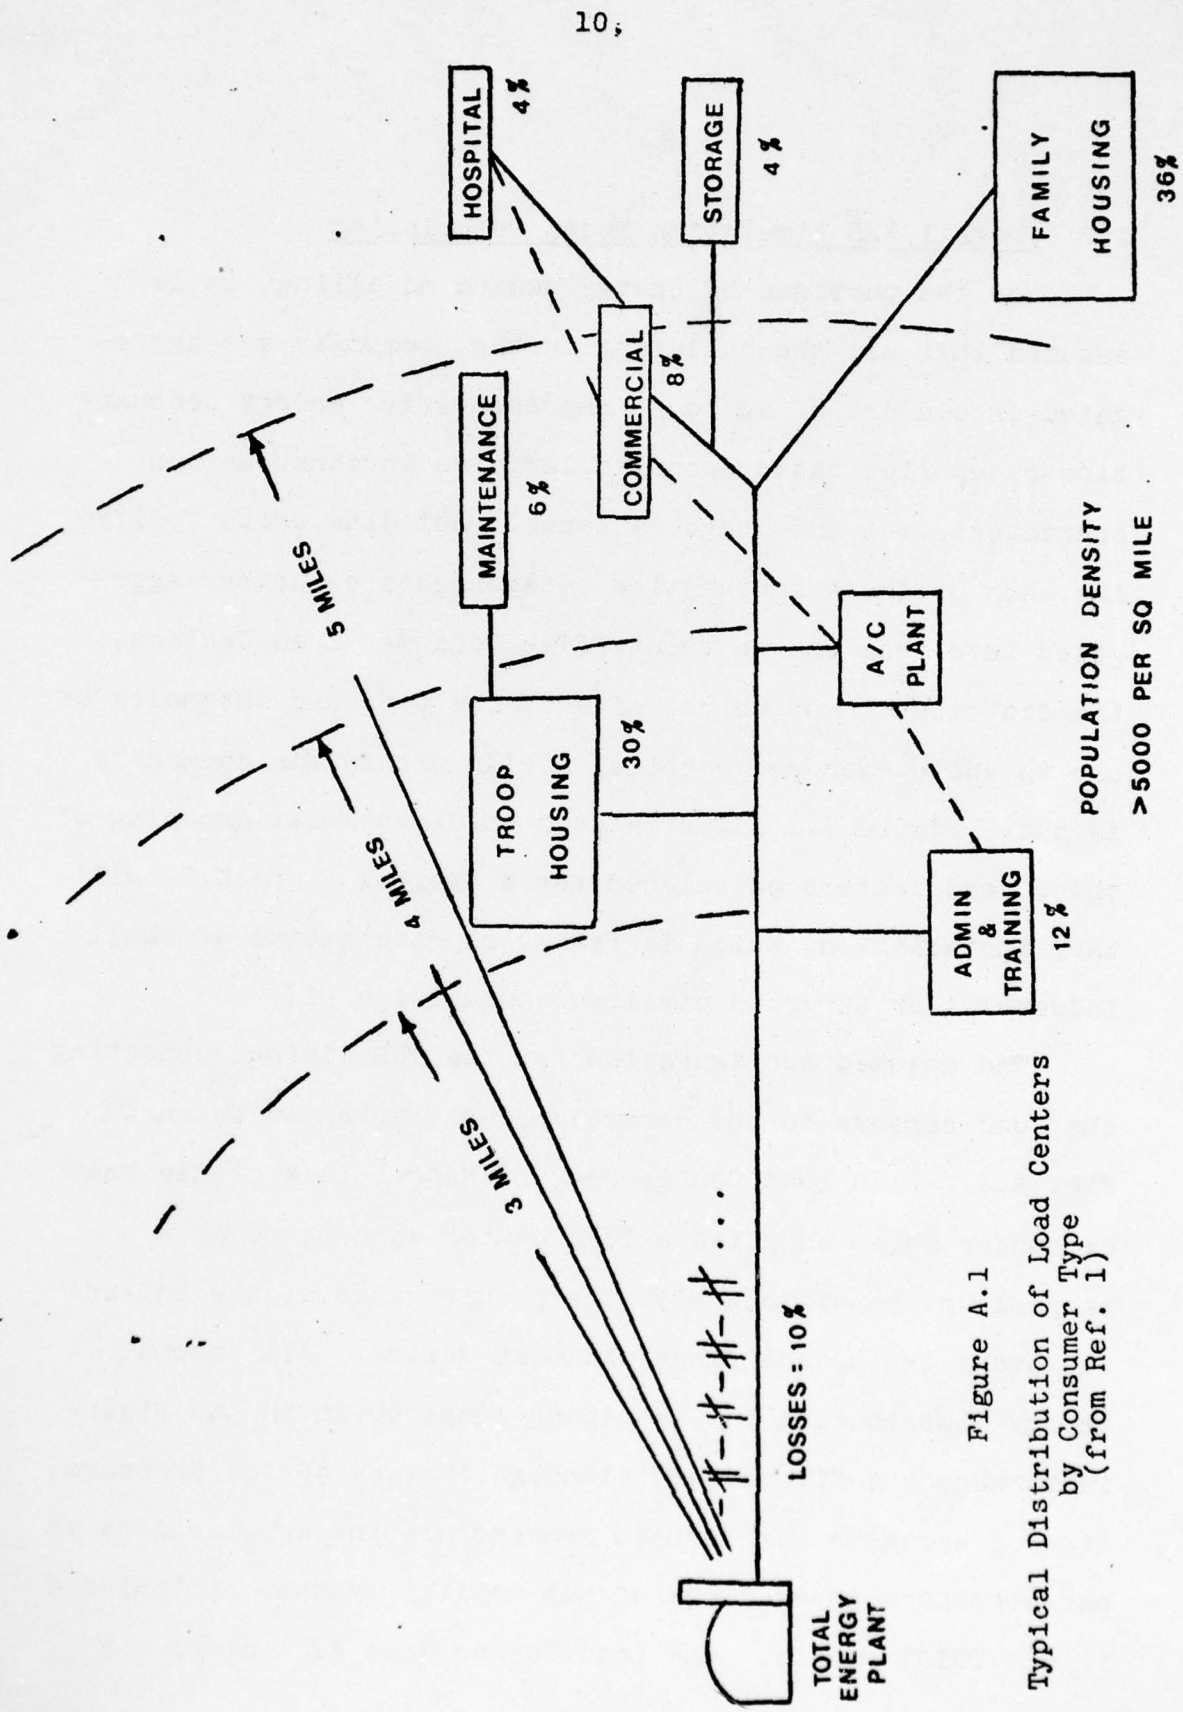 10,
HOSPITAL
4%
STORAGE
4%
FAMILY
HOUSING
36%
MAINTENANCE
6%
COMMERCIAL
8%
5 MILES
4 MILES
3 MILES
TROOP
HOUSING
30%
A/C
PLANT
ADMIN
&
TRAINING
12%
POPULATION DENSITY
>5000 PER SQ MILE
LOSSES = 10%
TOTAL
ENERGY
PLANT
Figure A.1
Typical Distribution of Load Centers
by Consumer Type
(from Ref. 1)